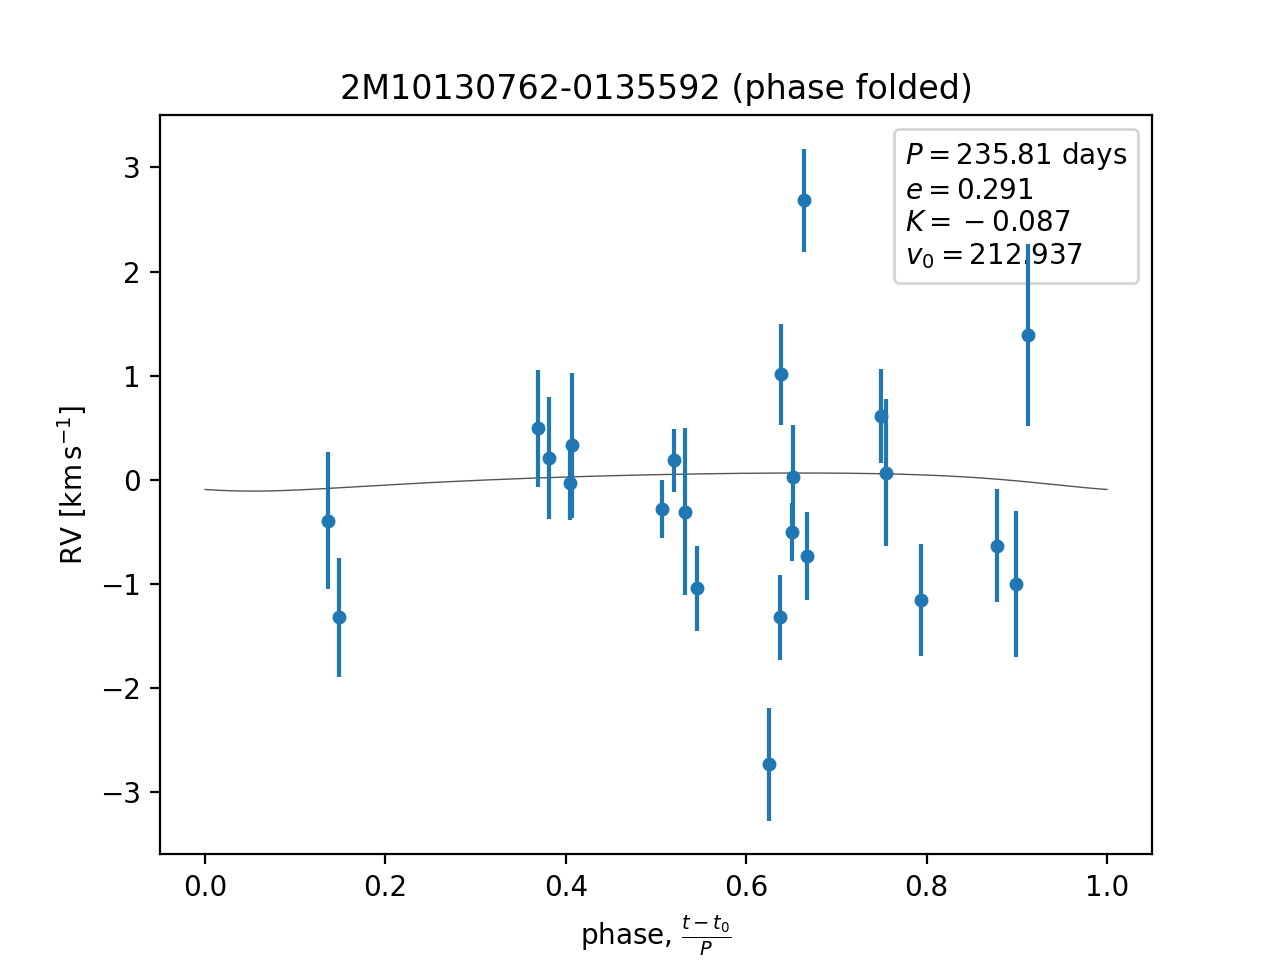 2M10130762-0135592 (phase folded)
P = 235.81 days
e = 0.291
K = −0.087
v₀ = 212.937
RV [km s⁻¹]
3
2
1
0
−1
−2
−3
0.0 0.2 0.4 0.6 0.8 1.0
phase, (t − t₀)/P